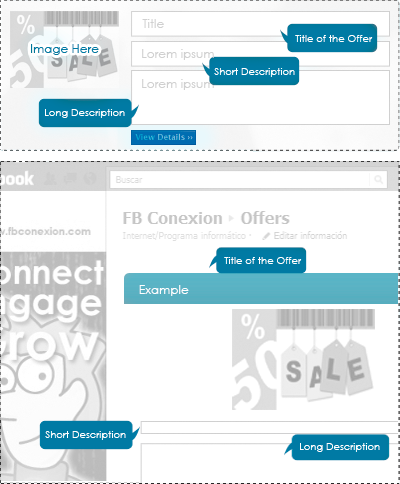 %
50
SALE
Image Here
Title
Title of the Offer
Lorem ipsum
Short Description
Lorem ipsum
Long Description
View Details »
book
Buscar
FB Conexion ▸ Offers
w.fbconexion.com
Internet/Programa informático ·
Editar información
Title of the Offer
onnect
gage
row
Example
%
50
SALE
Short Description
Long Description